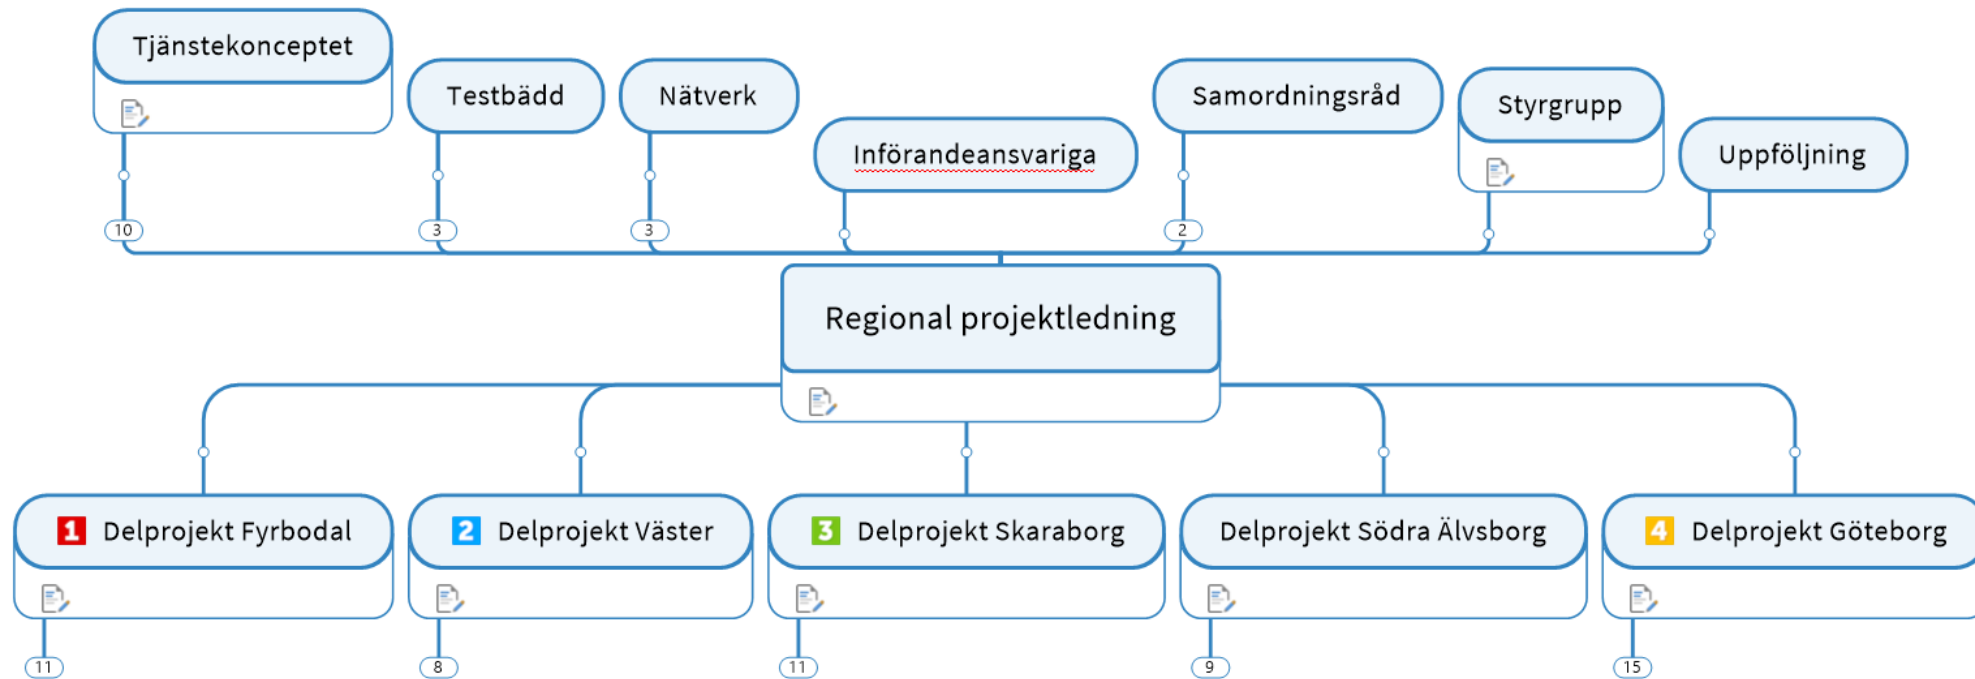 Tjänstekonceptet
Testbädd
Nätverk
Införandeansvariga
Samordningsråd
Styrgrupp
Uppföljning
10
3
3
2
Regional projektledning
1 Delprojekt Fyrbodal
2 Delprojekt Väster
3 Delprojekt Skaraborg
Delprojekt Södra Älvsborg
4 Delprojekt Göteborg
11
8
11
9
15